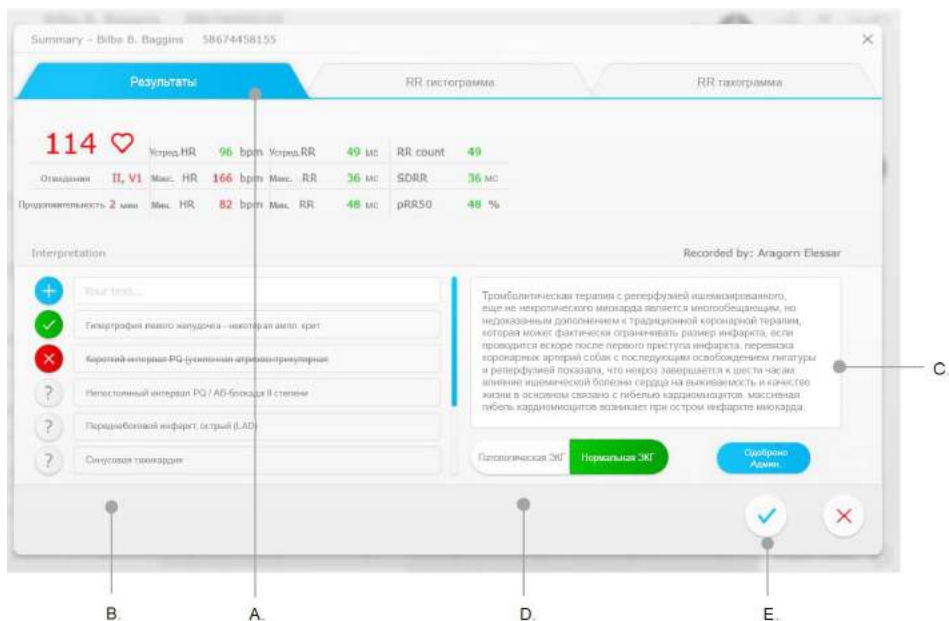 Summary – Bilbo B. Baggins 58674458155
Результаты RR гистограмма RR тахограмма
114 Устред.HR 96 bpm Устред.RR 49 мс RR count 49
Отведения II, V1 Макс. HR 166 bpm Макс. RR 36 мс SDRR 36 мс
Продолжительность 2 мин Мин. HR 82 bpm Мин. RR 48 мс pRR50 48 %
Interpretation Recorded by: Aragorn Elessar
Your text...
Гипертрофия левого желудочка - некоторая ампл. крит
Короткий интервал PQ (усиленная атриовентрикулярная
Непостоянный интервал PQ / АБ-блокада II степени
Переднебоковой инфаркт, острый (LAD)
Синусовая тахикардия
Тромболитическая терапия с реперфузией ишемизированного,
еще не некротического миокарда является многообещающим, но
недоказанным дополнением к традиционной коронарной терапии,
которая может фактически ограничивать размер инфаркта, если
проводится вскоре после первого приступа инфаркта. перевязка
коронарных артерий собак с последующим освобождением лигатуры
и реперфузией показала, что некроз завершается к шести часам.
влияние ишемической болезни сердца на выживаемость и качество
жизни в основном связано с гибелью кардиомиоцитов. массивная
гибель кардиомиоцитов возникает при остром инфаркте миокарда.
Патологическая ЭКГ Нормальная ЭКГ Одобрено
Админ.
C.
B. A. D. E.